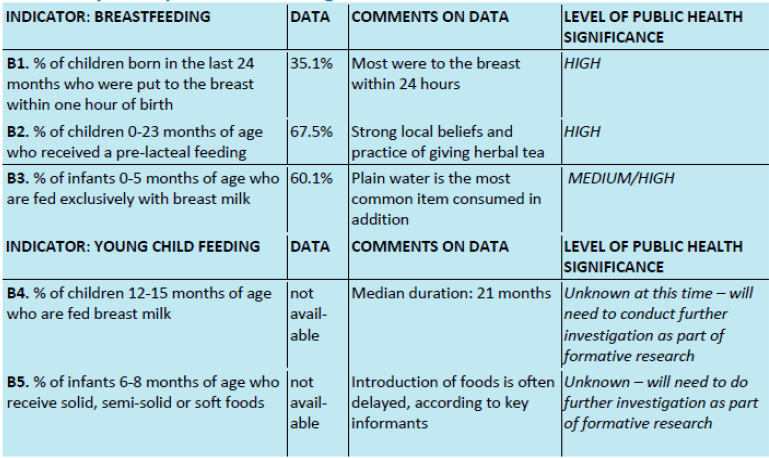 INDICATOR: BREASTFEEDING DATA COMMENTS ON DATA LEVEL OF PUBLIC HEALTH
SIGNIFICANCE
B1. % of children born in the last 24 35.1% Most were to the breast HIGH
months who were put to the breast within 24 hours
within one hour of birth
B2. % of children 0-23 months of age 67.5% Strong local beliefs and HIGH
who received a pre-lacteal feeding practice of giving herbal tea
B3. % of infants 0-5 months of age who 60.1% Plain water is the most MEDIUM/HIGH
are fed exclusively with breast milk common item consumed in
addition
INDICATOR: YOUNG CHILD FEEDING DATA COMMENTS ON DATA LEVEL OF PUBLIC HEALTH
SIGNIFICANCE
B4. % of children 12-15 months of age not Median duration: 21 months Unknown at this time – will
who are fed breast milk avail- need to conduct further
able investigation as part of
formative research
B5. % of infants 6-8 months of age who not Introduction of foods is often Unknown – will need to do
receive solid, semi-solid or soft foods avail- delayed, according to key further investigation as part
able informants of formative research